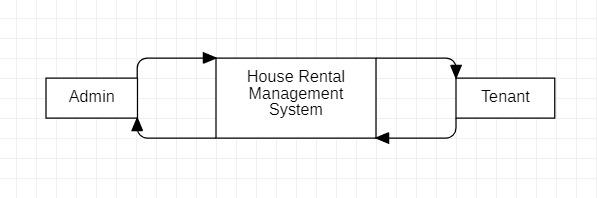 Admin
House Rental
Management
System
Tenant